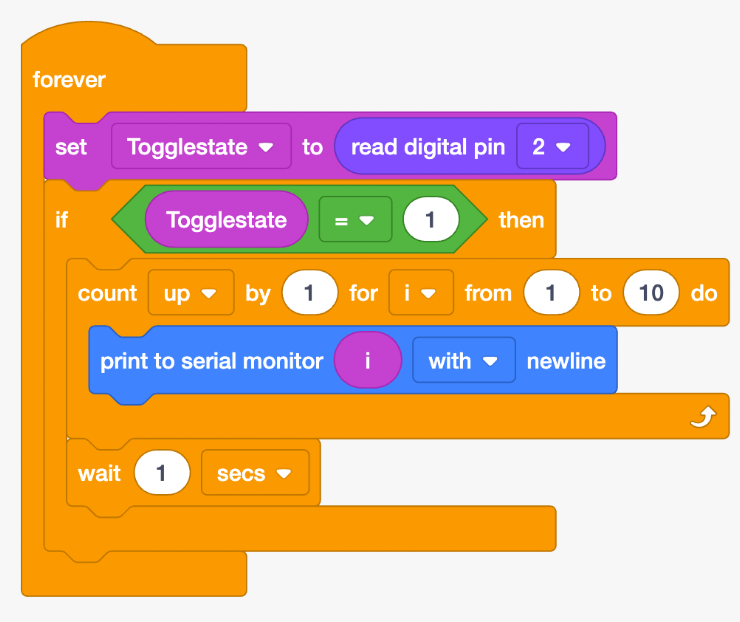 forever
set Togglestate to read digital pin 2
if Togglestate = 1 then
count up by 1 for i from 1 to 10 do
print to serial monitor i with newline
wait 1 secs